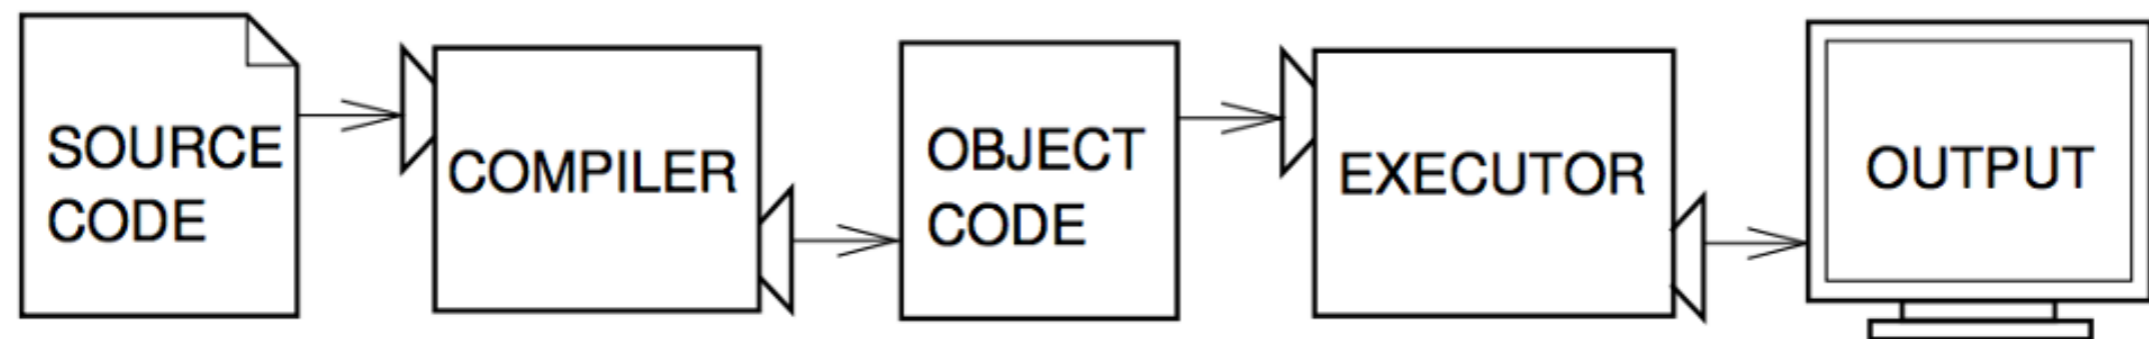 SOURCE
CODE
COMPILER
OBJECT
CODE
EXECUTOR
OUTPUT